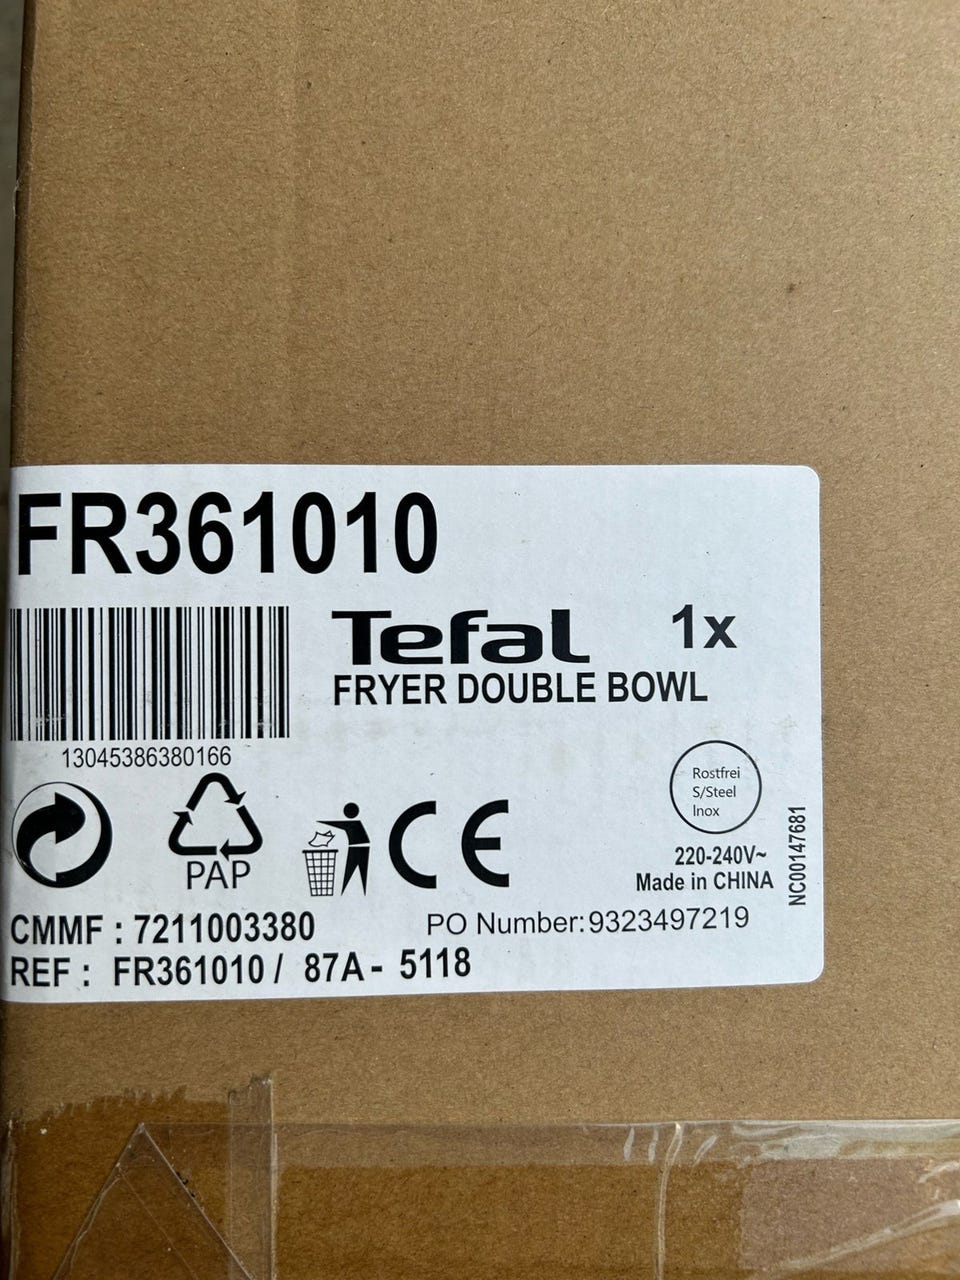 FR361010
Tefal 1x
FRYER DOUBLE BOWL
13045386380166
Rostfrei
S/Steel
Inox
PAP
CE
220-240V~
Made in CHINA
NC00147681
CMMF : 7211003380
PO Number:9323497219
REF : FR361010 / 87A - 5118